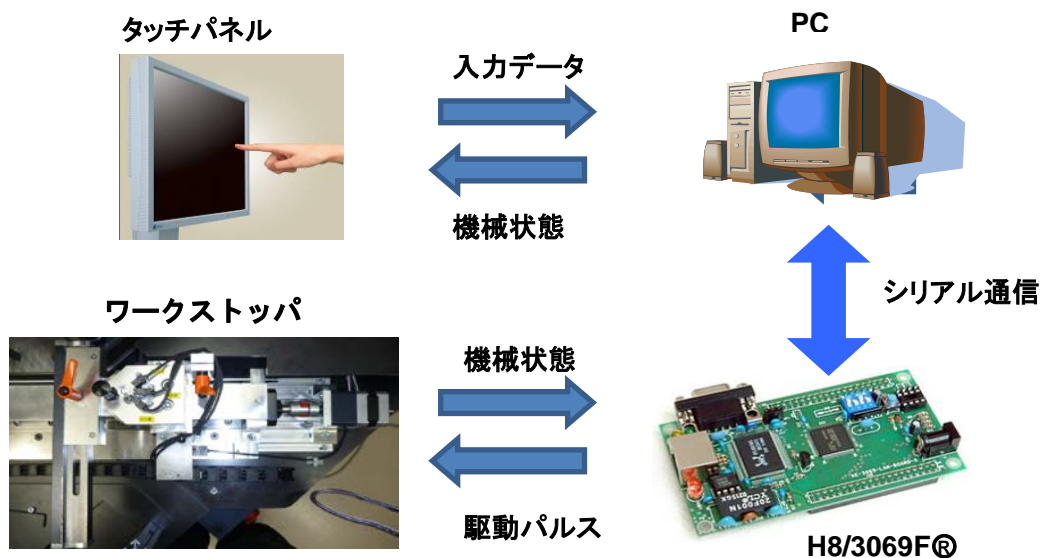 タッチパネル
PC
入力データ
機械状態
シリアル通信
ワークストッパ
機械状態
駆動パルス
H8/3069F®